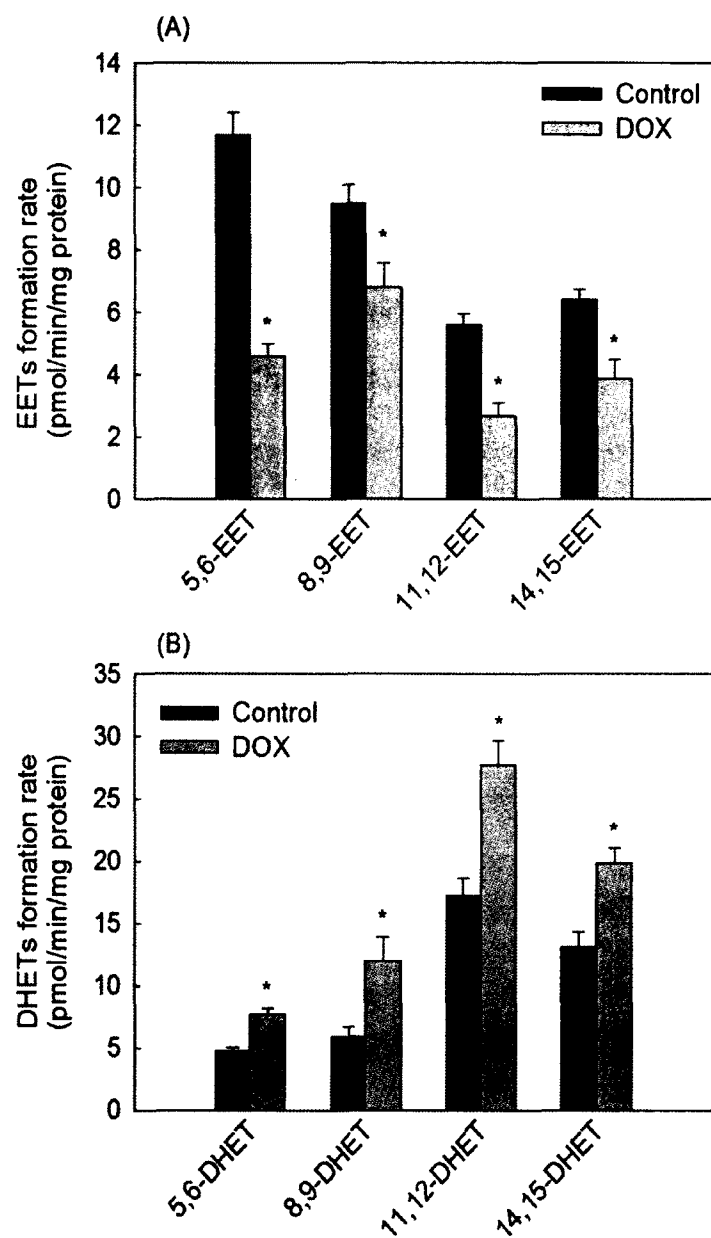 (A)
EETs formation rate
(pmol/min/mg protein)
14
12
10
8
6
4
2
0
Control
DOX
*
*
*
*
5,6-EET
8,9-EET
11,12-EET
14,15-EET
(B)
DHETs formation rate
(pmol/min/mg protein)
35
30
25
20
15
10
5
0
Control
DOX
*
*
*
*
5,6-DHET
8,9-DHET
11,12-DHET
14,15-DHET